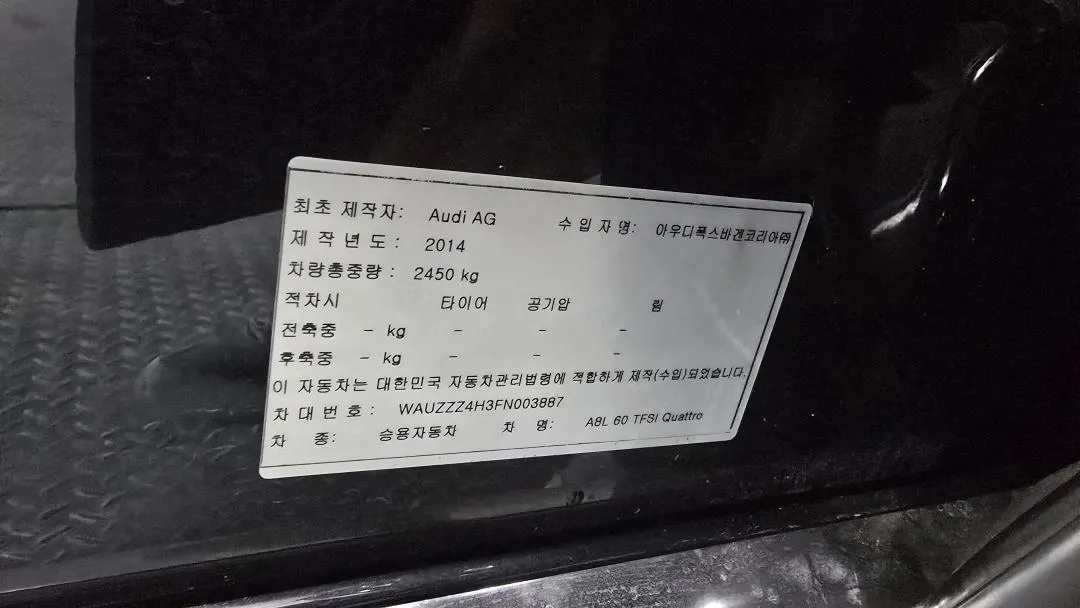 최초 제작자: Audi AG 수 입 자 명: 아우디폭스바겐코리아㈜
제 작 년 도 : 2014
차량총중량 : 2450 kg
적차시 타이어 공기압 림
전축중 - kg - - -
후축중 - kg - - -
이 자동차는 대한민국 자동차관리법령에 적합하게 제작(수입)되었습니다.
차 대 번 호 : WAUZZZ4H3FN003887
차 종: 승용자동차 차 명: A8L 60 TFSI Quattro